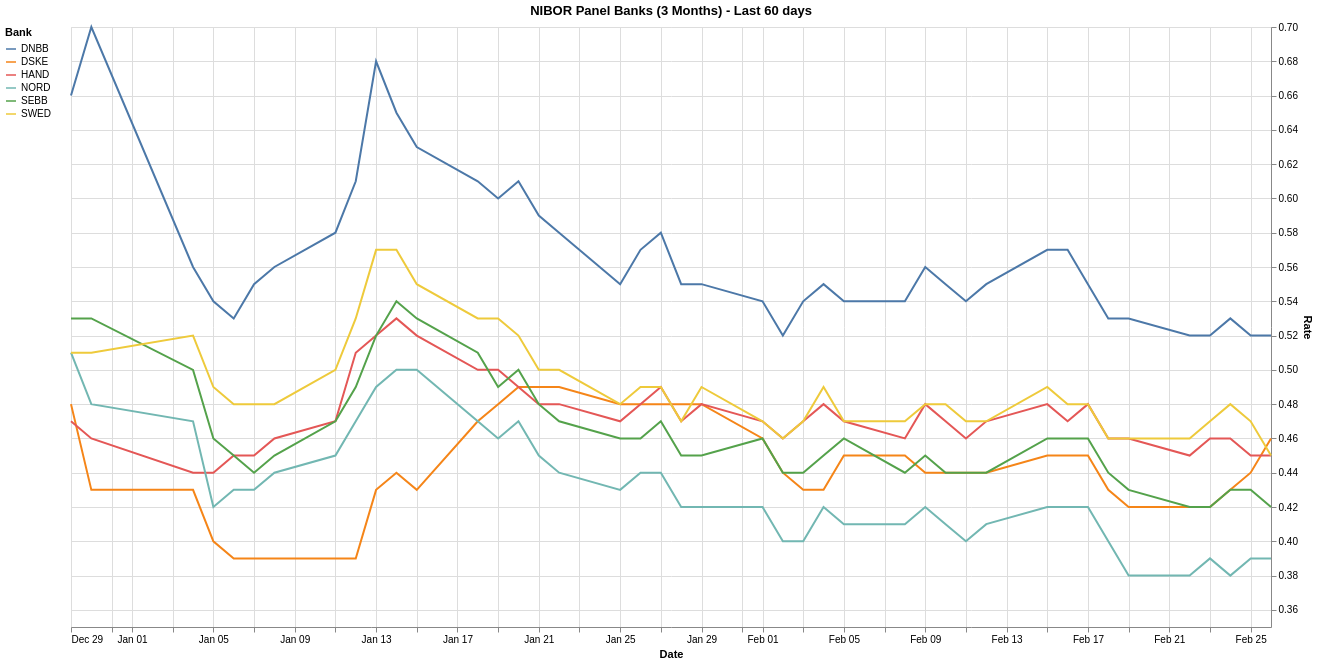 NIBOR Panel Banks (3 Months) - Last 60 days
Bank
DNBB
DSKE
HAND
NORD
SEBB
SWED
0.70
0.68
0.66
0.64
0.62
0.60
0.58
0.56
0.54
0.52
0.50
0.48
0.46
0.44
0.42
0.40
0.38
0.36
Rate
Dec 29 Jan 01 Jan 05 Jan 09 Jan 13 Jan 17 Jan 21 Jan 25 Jan 29 Feb 01 Feb 05 Feb 09 Feb 13 Feb 17 Feb 21 Feb 25
Date